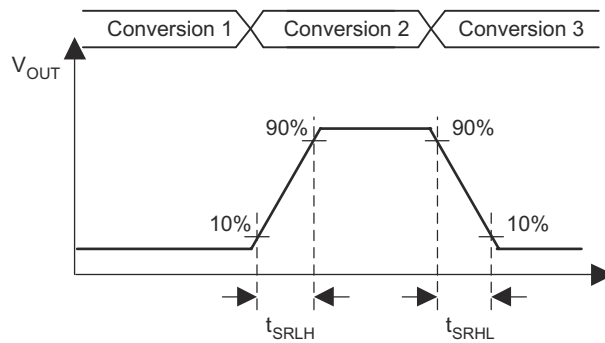 Conversion 1 Conversion 2 Conversion 3
VOUT
90% 90%
10% 10%
tSRLH tSRHL